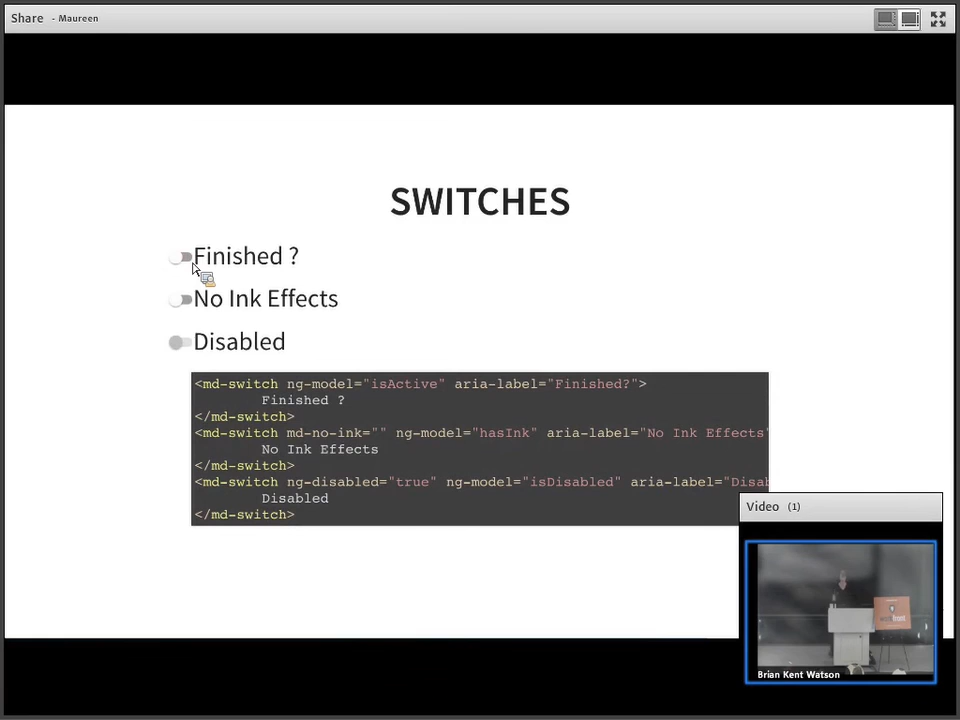 Share - Maureen
SWITCHES
Finished ?
No Ink Effects
Disabled
<md-switch ng-model="isActive" aria-label="Finished?">
Finished ?
</md-switch>
<md-switch md-no-ink="" ng-model="hasInk" aria-label="No Ink Effects"
No Ink Effects
</md-switch>
<md-switch ng-disabled="true" ng-model="isDisabled" aria-label="Disab
Disabled
</md-switch>
Video (1)
Brian Kent Watson